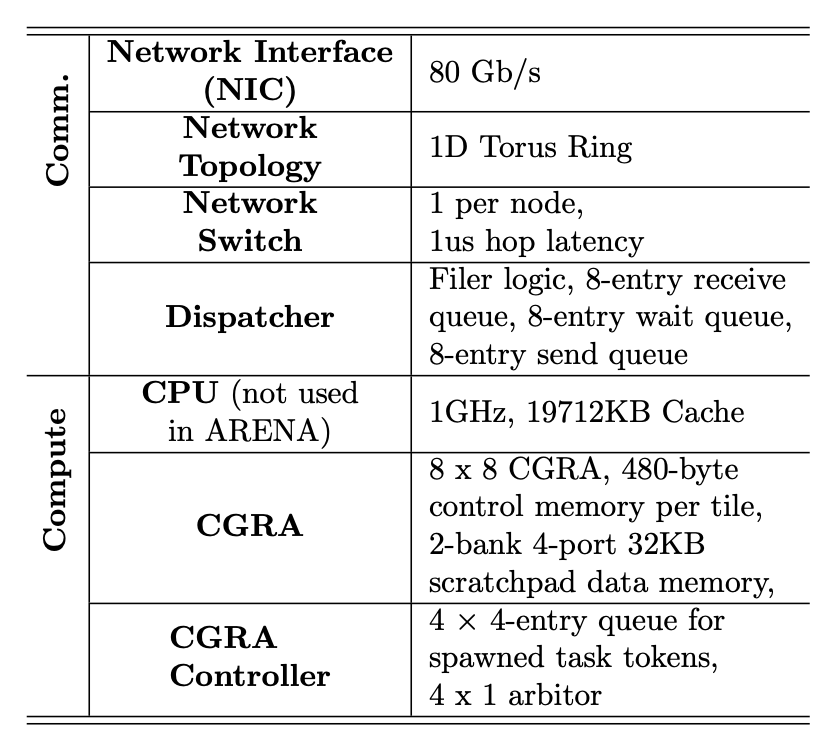 Comm.
Network Interface
(NIC)
80 Gb/s
Network
Topology
1D Torus Ring
Network
Switch
1 per node,
1us hop latency
Dispatcher
Filer logic, 8-entry receive
queue, 8-entry wait queue,
8-entry send queue
Compute
CPU (not used
in ARENA)
1GHz, 19712KB Cache
CGRA
8 x 8 CGRA, 480-byte
control memory per tile,
2-bank 4-port 32KB
scratchpad data memory,
CGRA
Controller
4 × 4-entry queue for
spawned task tokens,
4 x 1 arbitor